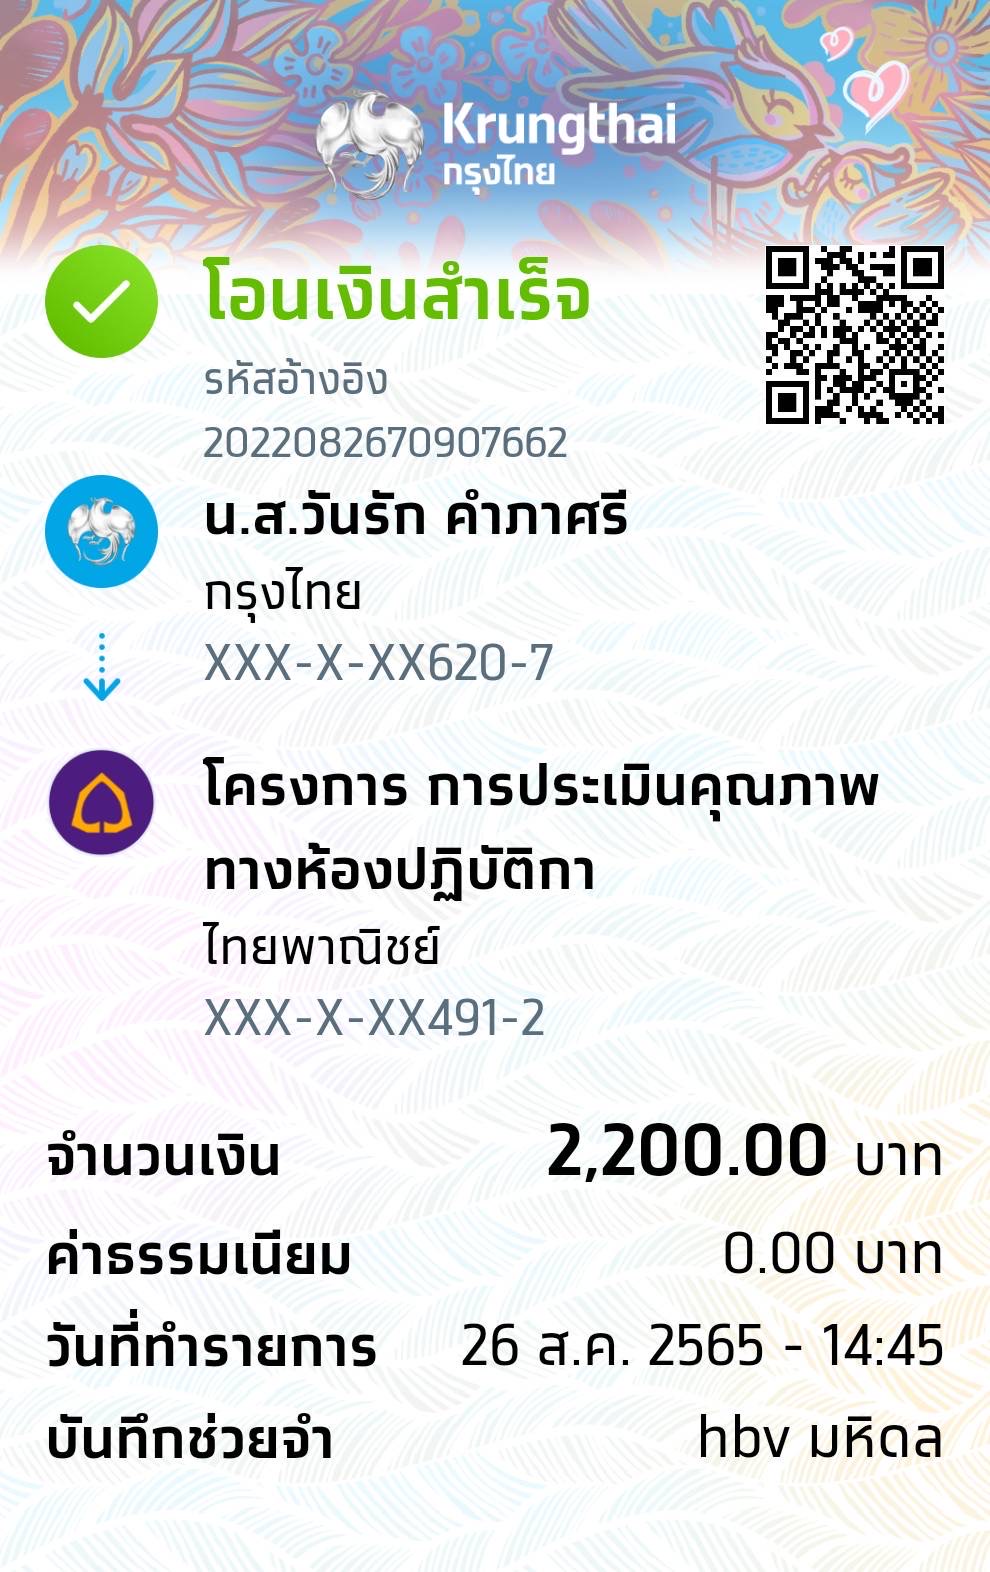 Krungthai
กรุงไทย
โอนเงินสำเร็จ
รหัสอ้างอิง
2022082670907662
น.ส.วันรัก คำภาศรี
กรุงไทย
XXX-X-XX620-7
โครงการ การประเมินคุณภาพ
ทางห้องปฏิบัติกา
ไทยพาณิชย์
XXX-X-XX491-2
จำนวนเงิน 2,200.00 บาท
ค่าธรรมเนียม 0.00 บาท
วันที่ทำรายการ 26 ส.ค. 2565 - 14:45
บันทึกช่วยจำ hbv มหิดล